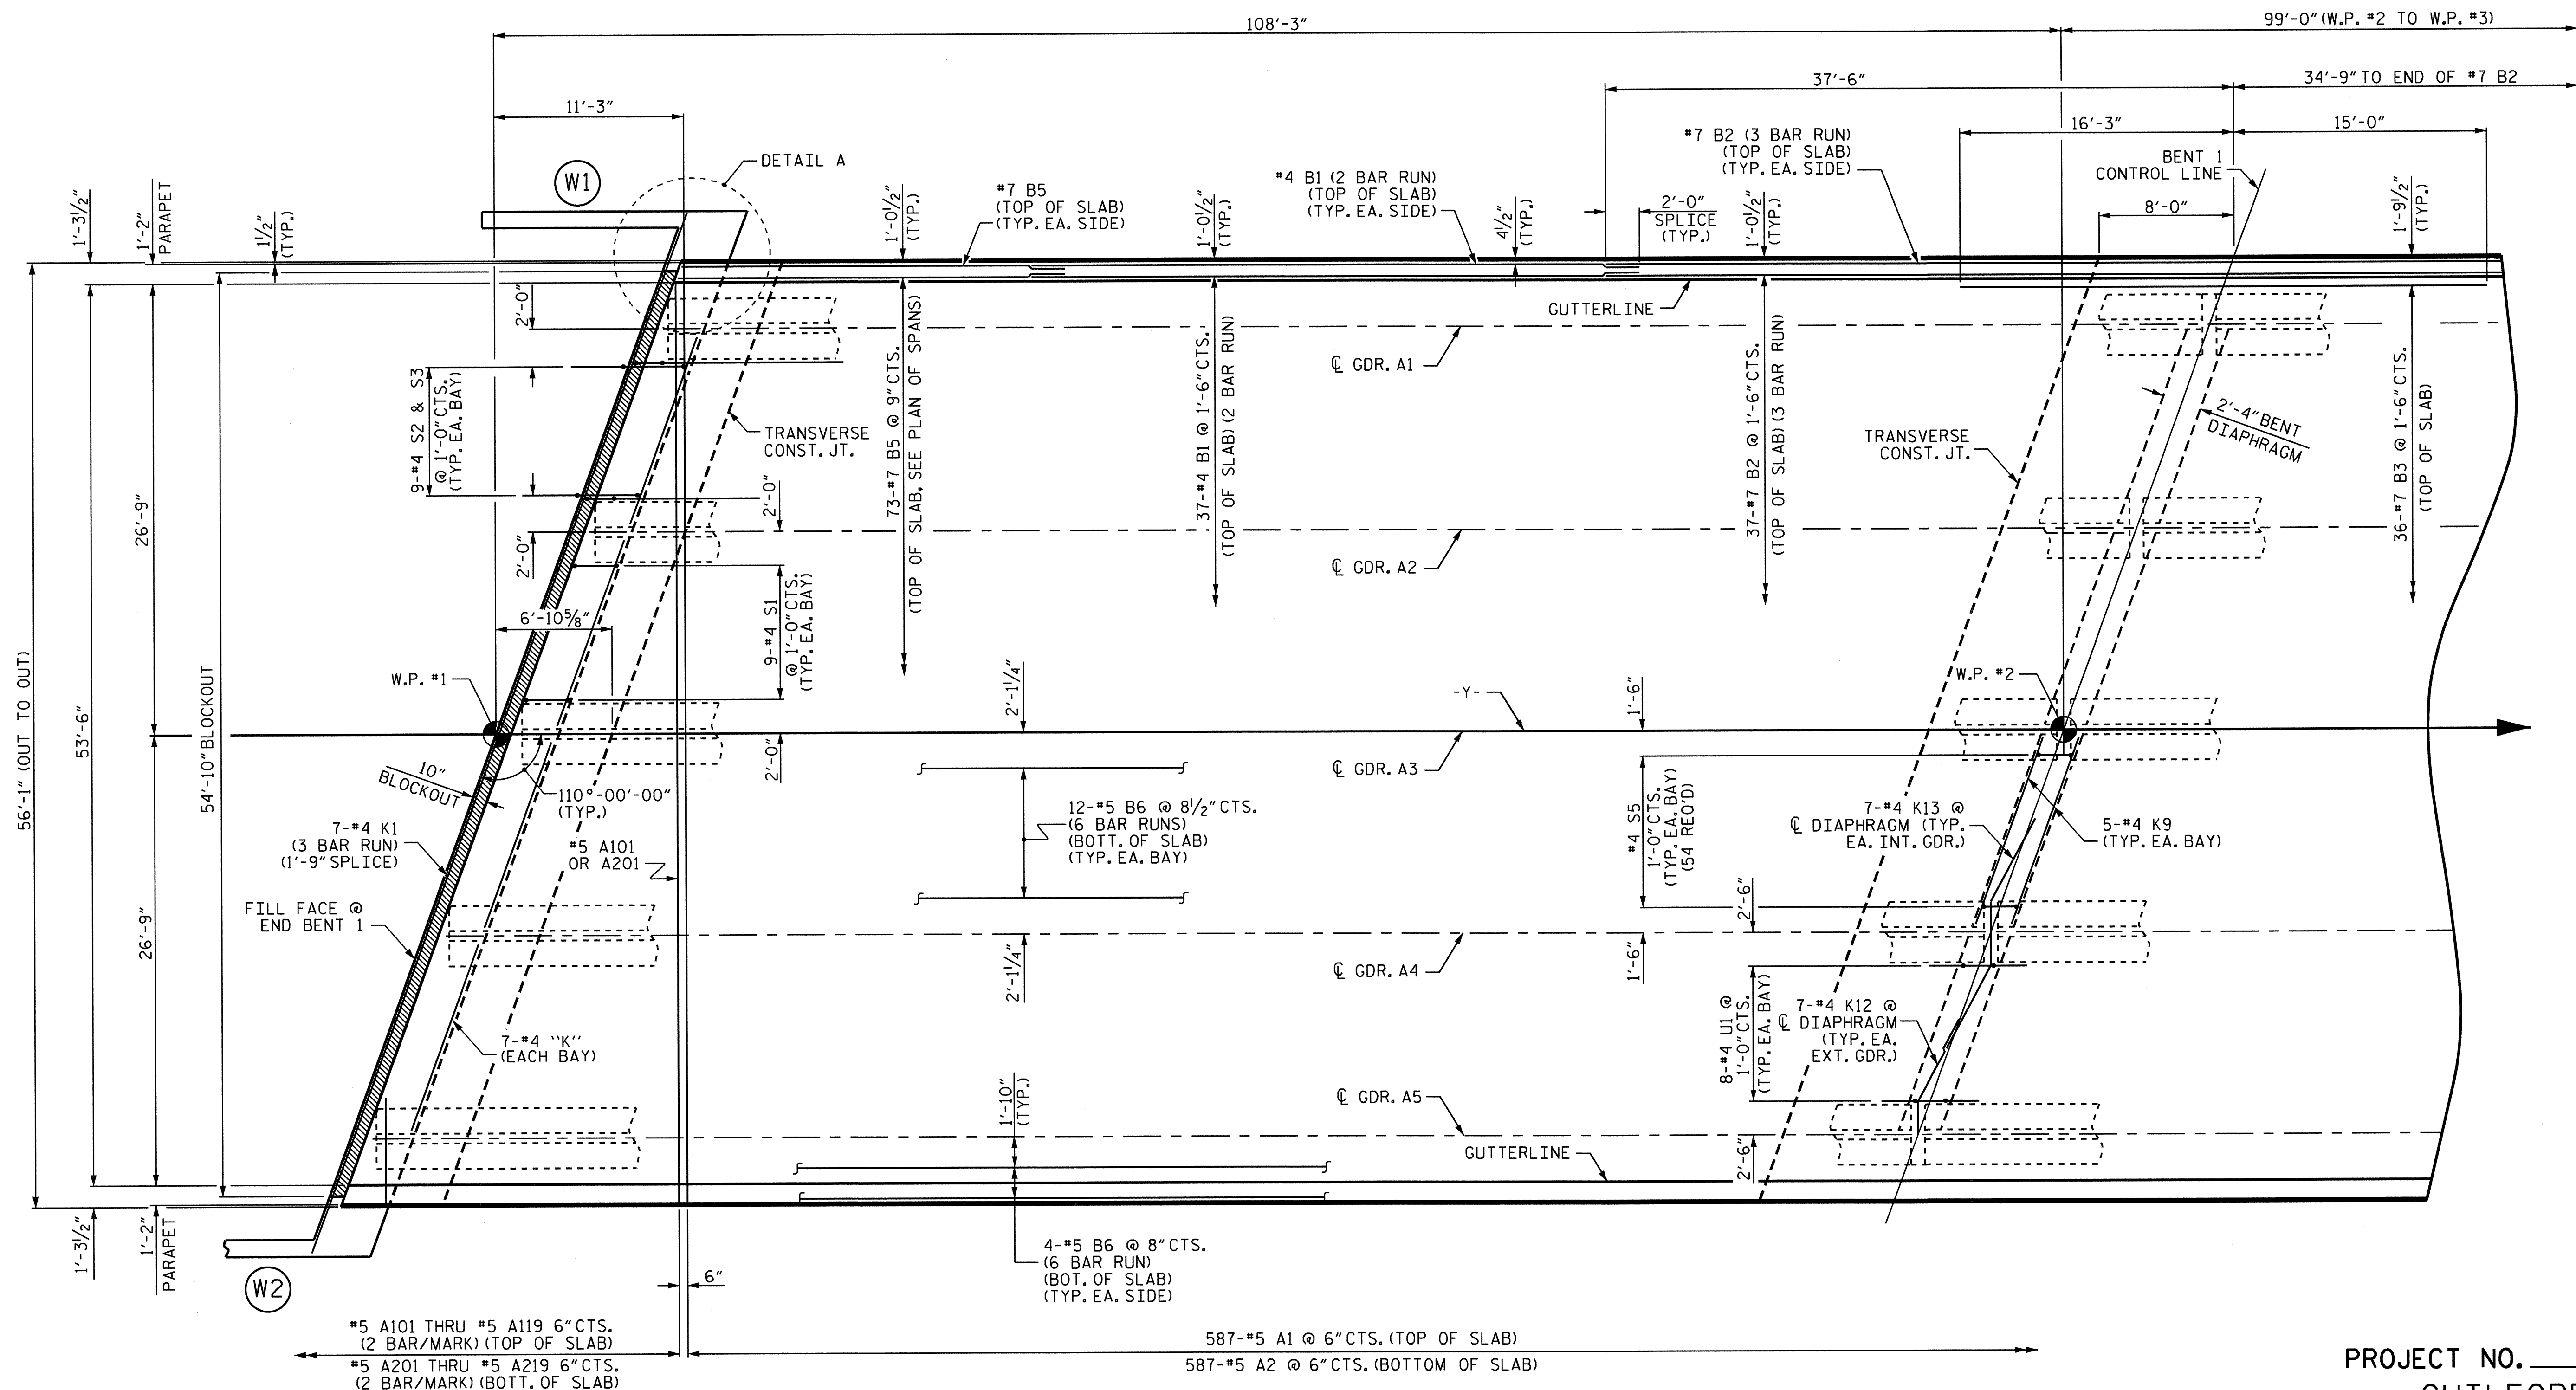 108'-3"
99'-0" (W.P. #2 TO W.P. #3)
37'-6"
34'-9" TO END OF #7 B2
11'-3"
16'-3"
15'-0"
#7 B2 (3 BAR RUN)
(TOP OF SLAB)
(TYP. EA. SIDE)
BENT 1
CONTROL LINE
8'-0"
1'-9½"
(TYP.)
DETAIL A
W1
1'-3½"
1'-2"
PARAPET
1½"
(TYP.)
#7 B5
(TOP OF SLAB)
(TYP. EA. SIDE)
1'-0½"
(TYP.)
#4 B1 (2 BAR RUN)
(TOP OF SLAB)
(TYP. EA. SIDE)
1'-0½"
(TYP.)
4½"
(TYP.)
2'-0"
SPLICE
(TYP.)
1'-0½"
(TYP.)
GUTTERLINE
2'-0"
℄ GDR. A1
9-#4 S2 & S3
@ 1'-0" CTS.
(TYP. EA. BAY)
TRANSVERSE
CONST. JT.
73-#7 B5 @ 9" CTS.
(TOP OF SLAB, SEE PLAN OF SPANS)
37-#4 B1 @ 1'-6" CTS.
(TOP OF SLAB) (2 BAR RUN)
37-#7 B2 @ 1'-6" CTS.
(TOP OF SLAB) (3 BAR RUN)
TRANSVERSE
CONST. JT.
2'-4" BENT
DIAPHRAGM
36-#7 B3 @ 1'-6" CTS.
(TOP OF SLAB)
26'-9"
2'-0"
2'-0"
℄ GDR. A2
6'-10⅝"
9-#4 S1
@ 1'-0" CTS.
(TYP. EA. BAY)
56'-1" (OUT TO OUT)
53'-6"
54'-10" BLOCKOUT
W.P. #1
2'-1¼"
-Y-
1'-6"
W.P. #2
10"
BLOCKOUT
110°-00'-00"
(TYP.)
2'-0"
℄ GDR. A3
12-#5 B6 @ 8½" CTS.
(6 BAR RUNS)
(BOTT. OF SLAB)
(TYP. EA. BAY)
#4 S5
1'-0" CTS.
(TYP. EA. BAY)
(54 REQ'D)
7-#4 K13 @
℄ DIAPHRAGM (TYP.
EA. INT. GDR.)
5-#4 K9
(TYP. EA. BAY)
7-#4 K1
(3 BAR RUN)
(1'-9" SPLICE)
#5 A101
OR A201
FILL FACE @
END BENT 1
26'-9"
2'-1¼"
℄ GDR. A4
1'-6"
2'-6"
8-#4 U1 @
1'-0" CTS.
(TYP. EA. BAY)
7-#4 K12 @
℄ DIAPHRAGM
(TYP. EA.
EXT. GDR.)
7-#4 "K"
(EACH BAY)
1'-10"
(TYP.)
℄ GDR. A5
GUTTERLINE
2'-6"
1'-3½"
1'-2"
PARAPET
W2
6"
4-#5 B6 @ 8" CTS.
(6 BAR RUN)
(BOT. OF SLAB)
(TYP. EA. SIDE)
#5 A101 THRU #5 A119 6" CTS.
(2 BAR/MARK) (TOP OF SLAB)
#5 A201 THRU #5 A219 6" CTS.
(2 BAR/MARK) (BOTT. OF SLAB)
587-#5 A1 @ 6" CTS. (TOP OF SLAB)
587-#5 A2 @ 6" CTS. (BOTTOM OF SLAB)
PROJECT NO.